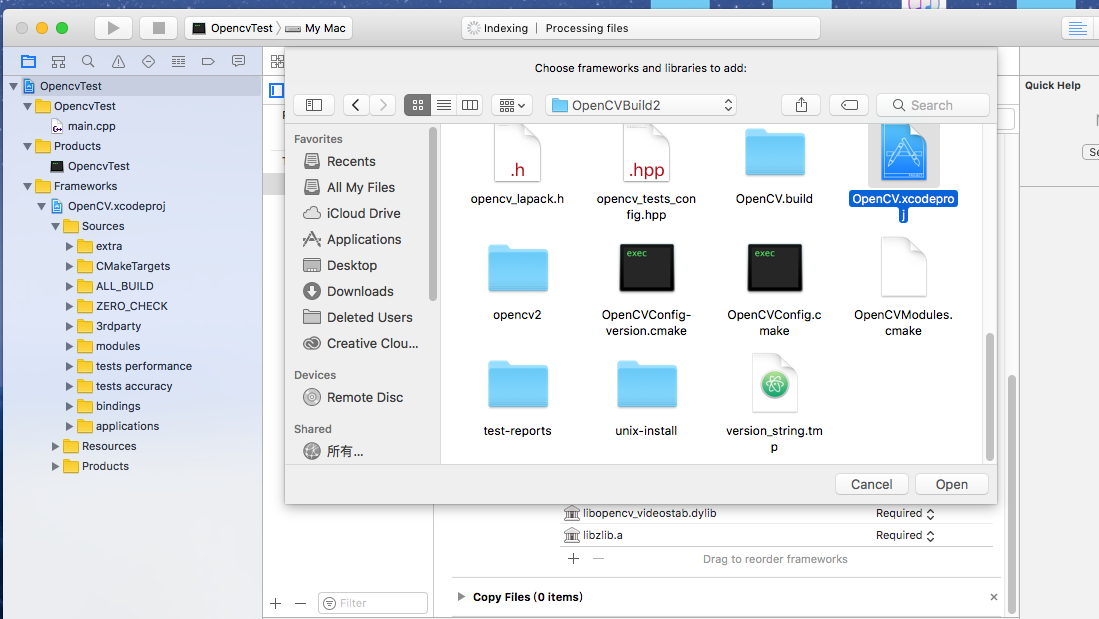 OpencvTest My Mac
Indexing | Processing files
OpencvTest
OpencvTest
main.cpp
Products
OpencvTest
Frameworks
OpenCV.xcodeproj
Sources
extra
CMakeTargets
ALL_BUILD
ZERO_CHECK
3rdparty
modules
tests performance
tests accuracy
bindings
applications
Resources
Products
Filter
Choose frameworks and libraries to add:
OpenCVBuild2
Search
Favorites
Recents
All My Files
iCloud Drive
Applications
Desktop
Downloads
Deleted Users
Creative Clou...
Devices
Remote Disc
Shared
所有...
.h
opencv_lapack.h
.hpp
opencv_tests_con
fig.hpp
OpenCV.build
OpenCV.xcodepro
j
opencv2
exec
OpenCVConfig-
version.cmake
exec
OpenCVConfig.c
make
OpenCVModules.
cmake
test-reports
unix-install
version_string.tm
p
Cancel
Open
libopencv_videostab.dylib Required
libzlib.a Required
Drag to reorder frameworks
Copy Files (0 items)
Quick Help